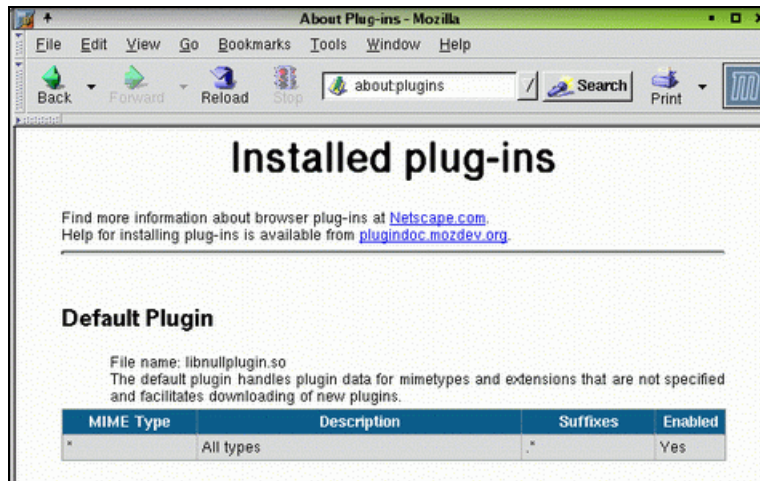 About Plug-ins - Mozilla
File Edit View Go Bookmarks Tools Window Help
Back Forward Reload Stop about:plugins Search Print
Installed plug-ins
Find more information about browser plug-ins at Netscape.com.
Help for installing plug-ins is available from plugindoc.mozdev.org.
Default Plugin
File name: libnullplugin.so
The default plugin handles plugin data for mimetypes and extensions that are not specified
and facilitates downloading of new plugins.
MIME Type Description Suffixes Enabled
* All types .* Yes